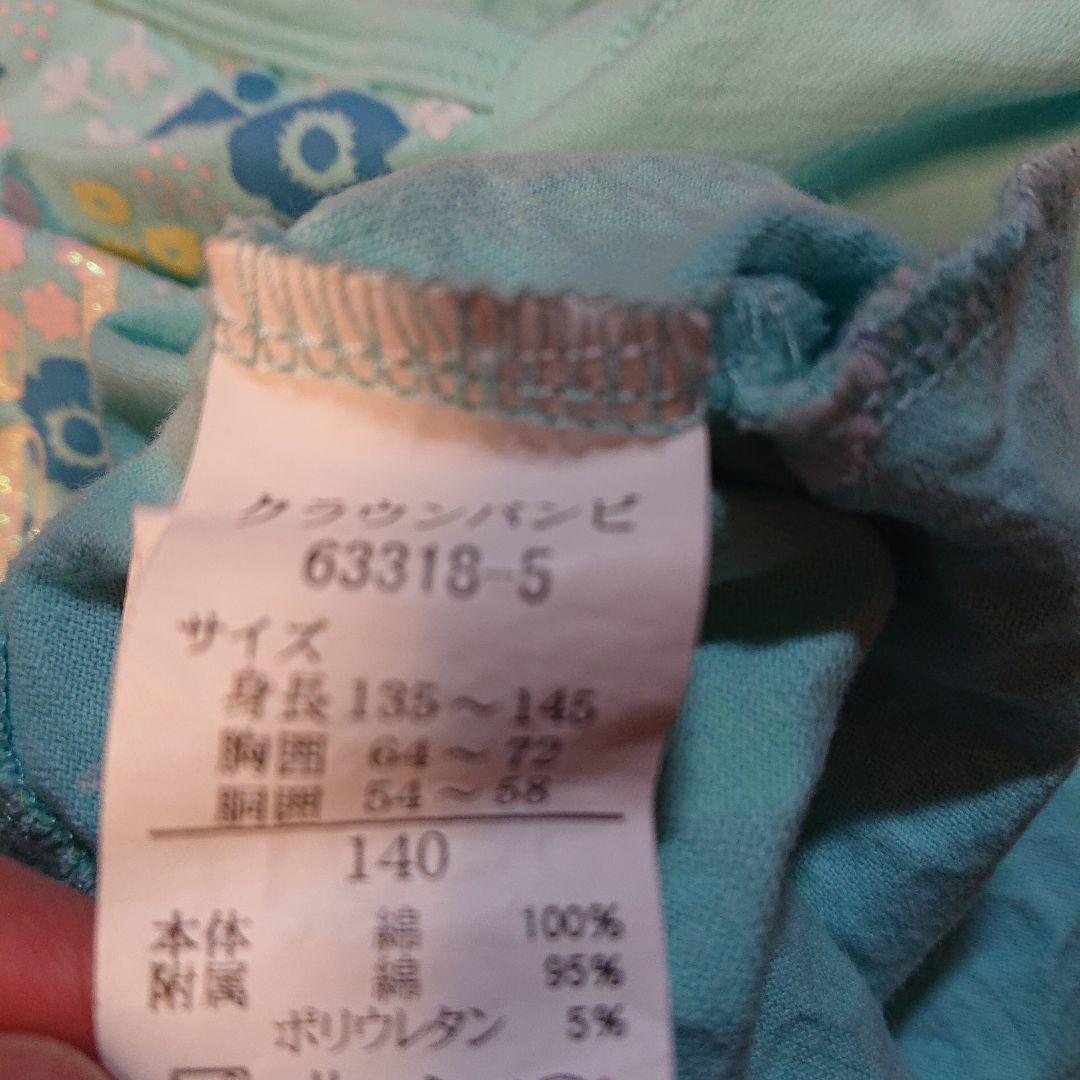 クラウンバンビ
63318-5
サイズ
身長 135～145
胸囲 64～72
胴囲 54～58
140
本体 綿 100%
附属 綿 95%
ポリウレタン 5%